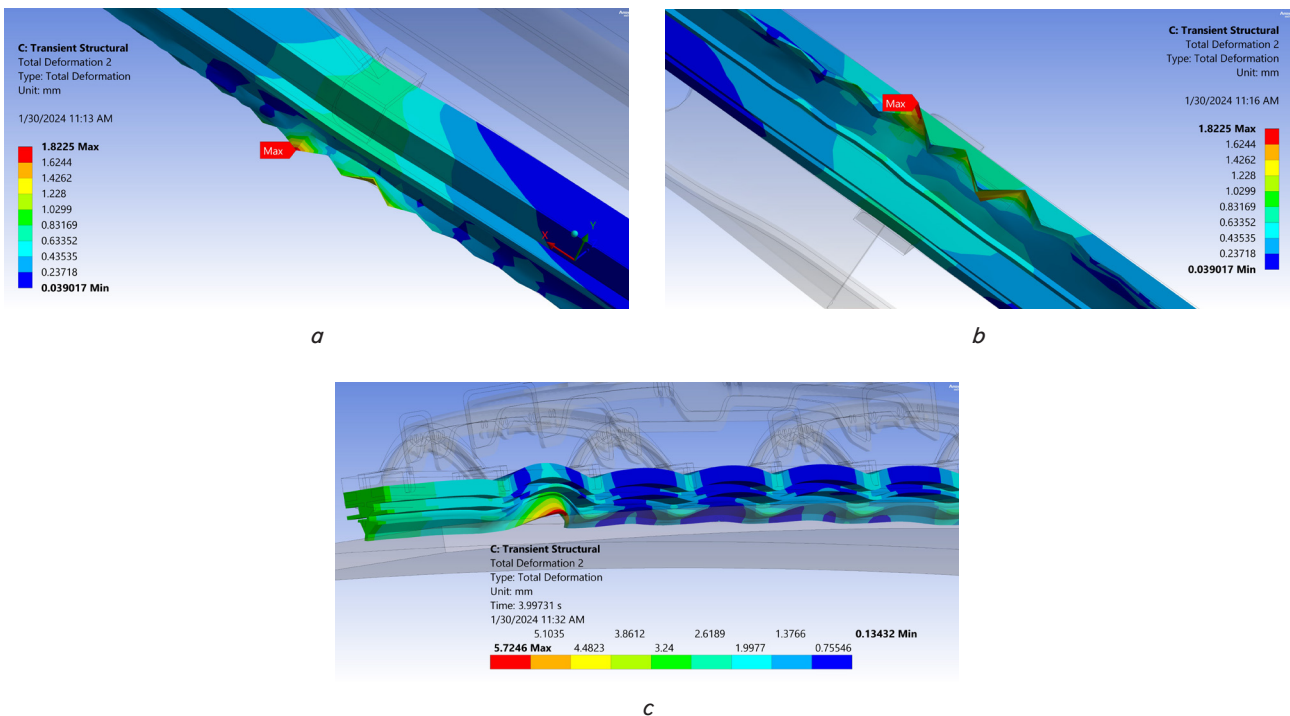 C: Transient Structural
Total Deformation 2
Type: Total Deformation
Unit: mm
1/30/2024 11:13 AM
1.8225 Max
1.6244
1.4262
1.228
1.0299
0.83169
0.63352
0.43535
0.23718
0.039017 Min
Max
X
Y
a
C: Transient Structural
Total Deformation 2
Type: Total Deformation
Unit: mm
1/30/2024 11:16 AM
1.8225 Max
1.6244
1.4262
1.228
1.0299
0.83169
0.63352
0.43535
0.23718
0.039017 Min
Max
b
C: Transient Structural
Total Deformation 2
Type: Total Deformation
Unit: mm
Time: 3.99731 s
1/30/2024 11:32 AM
5.1035 3.8612 2.6189 1.3766 0.13432 Min
5.7246 Max 4.4823 3.24 1.9977 0.75546
c